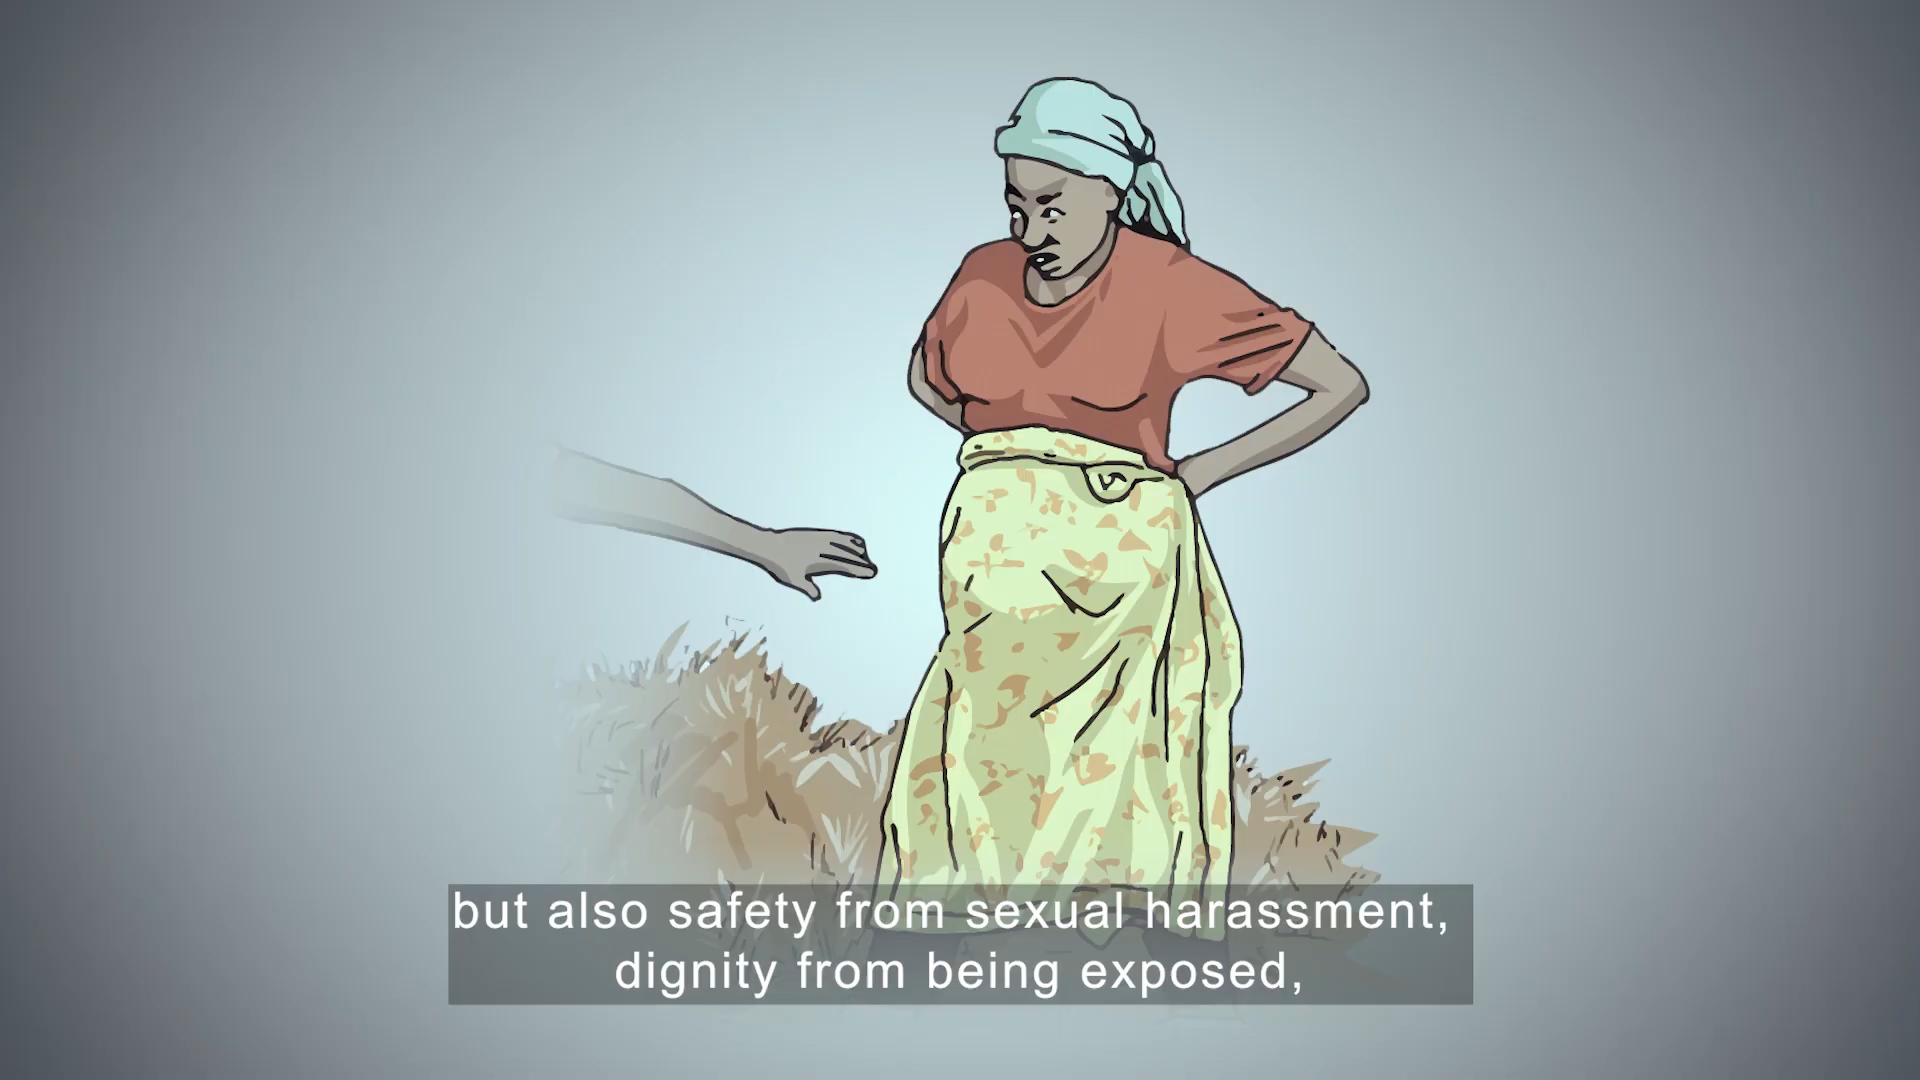 but also safety from sexual harassment,
dignity from being exposed,